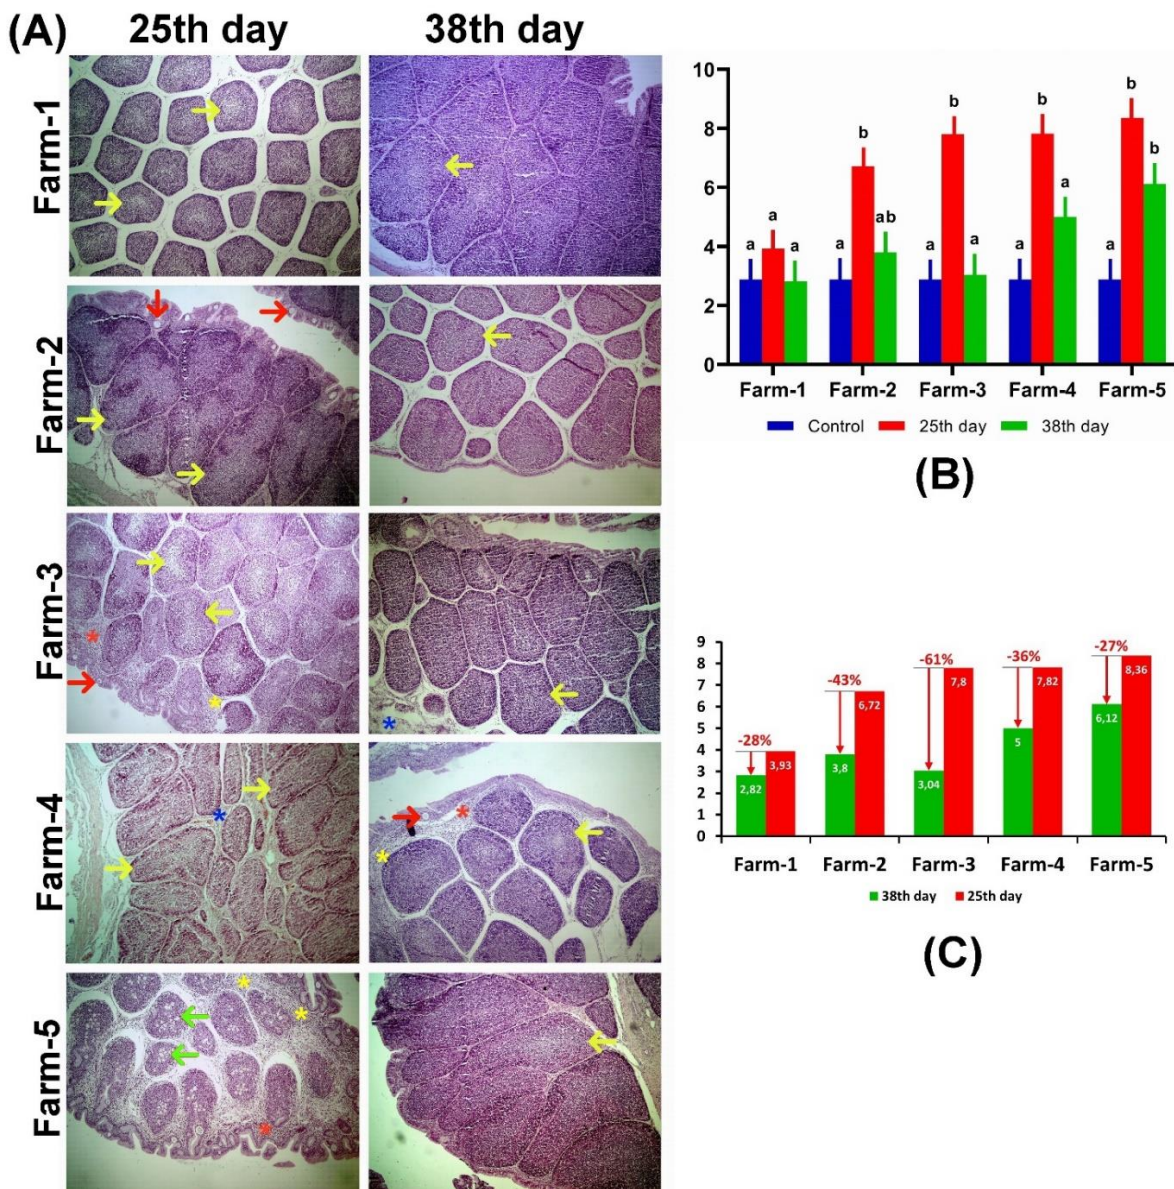 (A)
25th day 38th day
Farm-1
Farm-2
Farm-3
Farm-4
Farm-5
10
8
6
4
2
0
a a a
a b ab
a b a
a b a
a b b
Farm-1 Farm-2 Farm-3 Farm-4 Farm-5
Control 25th day 38th day
(B)
9
8
7
6
5
4
3
2
1
0
-28% -43% -61% -36% -27%
2,82 3,93
3,8 6,72
3,04 7,8
5 7,82
6,12 8,36
Farm-1 Farm-2 Farm-3 Farm-4 Farm-5
38th day 25th day
(C)